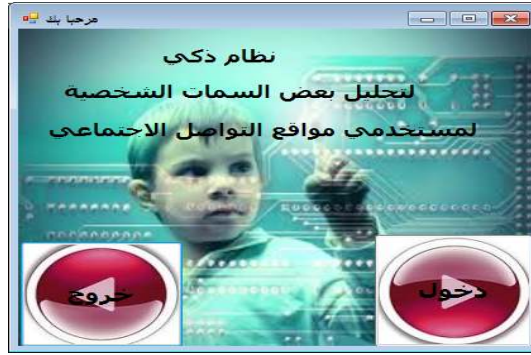 مرحبا بك
نظام ذكي
لتحليل بعض السمات الشخصية
لمستخدمي مواقع التواصل الاجتماعي
دخول
خروج